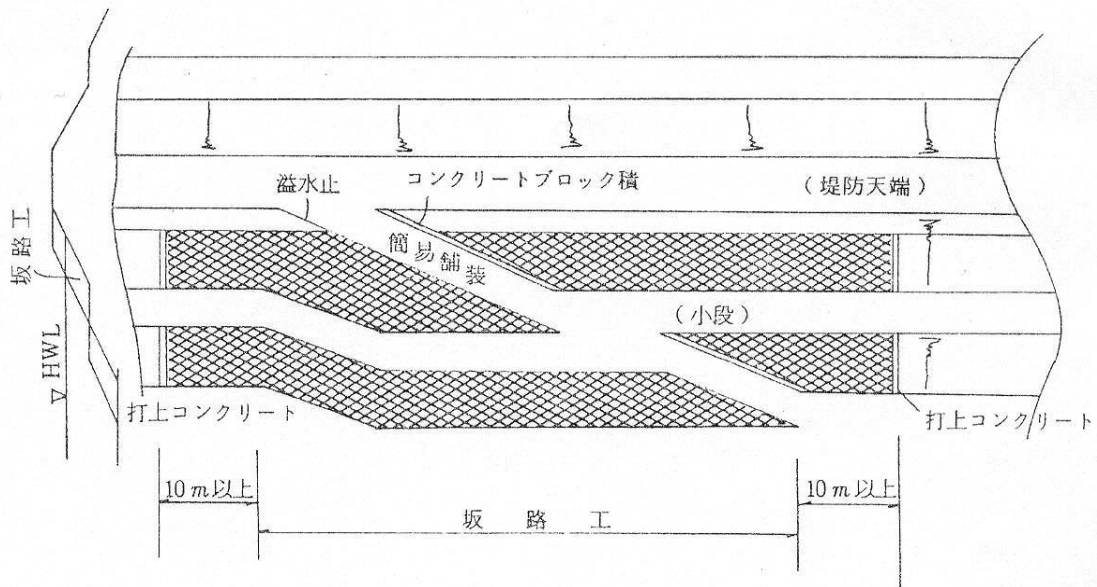 溢水止
コンクリートブロック積
(堤防天端)
坂路工
簡易舗装
(小段)
▽HWL
打上コンクリート
打上コンクリート
10m以上
坂路工
10m以上